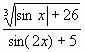 ∛(|sin x| + 26)
sin(2x) + 5